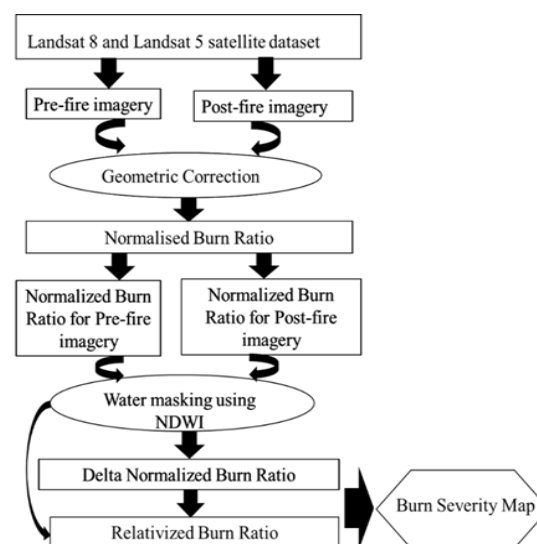 Landsat 8 and Landsat 5 satellite dataset
Pre-fire imagery
Post-fire imagery
Geometric Correction
Normalised Burn Ratio
Normalized Burn
Ratio for Pre-fire
imagery
Normalized Burn
Ratio for Post-fire
imagery
Water masking using
NDWI
Delta Normalized Burn Ratio
Burn Severity Map
Relativized Burn Ratio